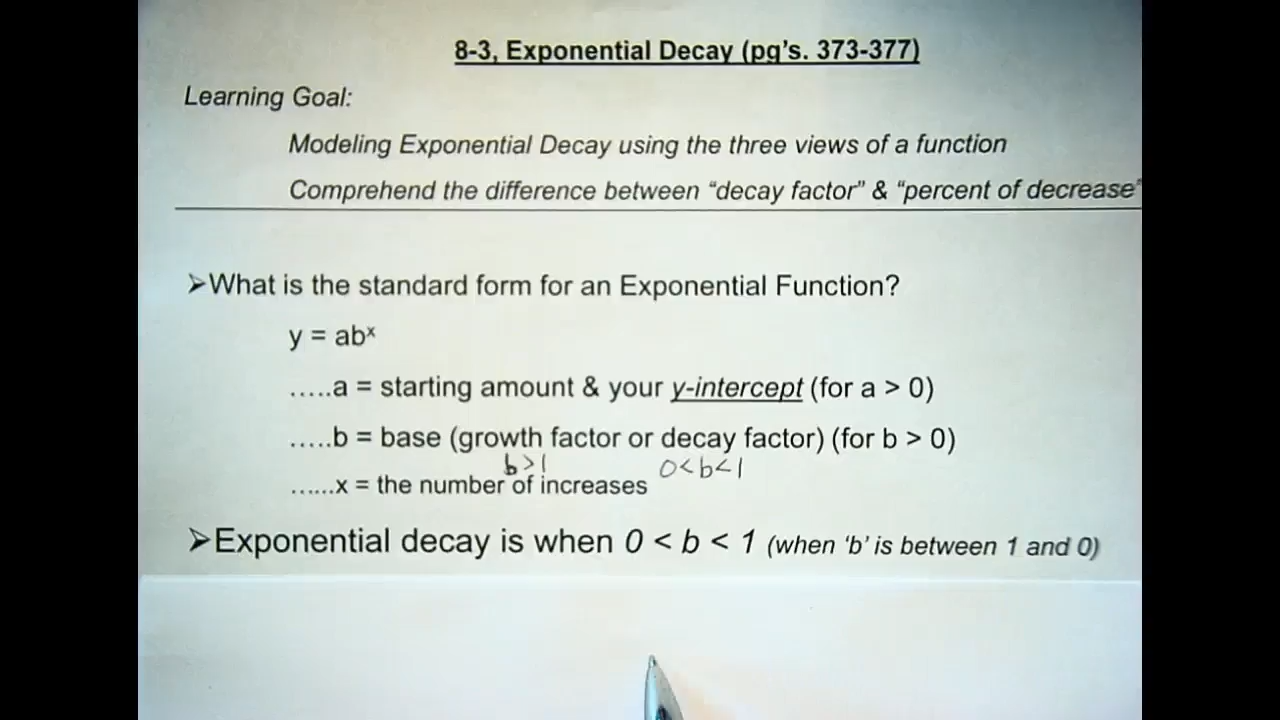 8-3, Exponential Decay (pg's. 373-377)
Learning Goal:
Modeling Exponential Decay using the three views of a function
Comprehend the difference between “decay factor” & “percent of decrease”
➢What is the standard form for an Exponential Function?
y = abˣ
.....a = starting amount & your y-intercept (for a > 0)
.....b = base (growth factor or decay factor) (for b > 0)
b>1 0<b<1
......x = the number of increases
➢Exponential decay is when 0 < b < 1 (when ‘b’ is between 1 and 0)